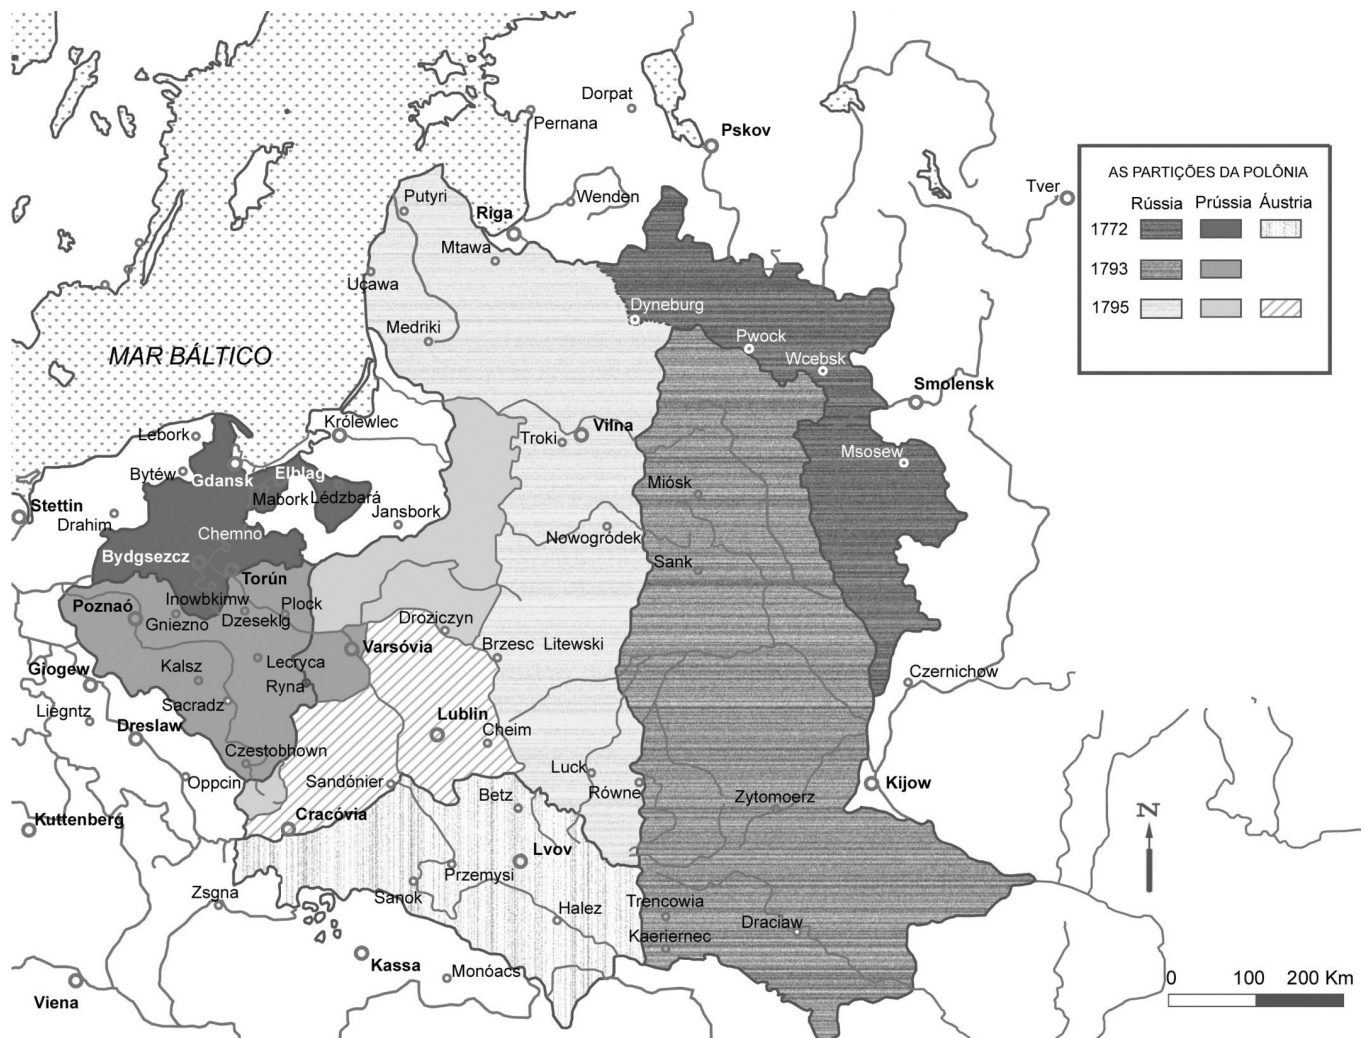 Dorpat
Pernana
Pskov
AS PARTIÇÕES DA POLÔNIA
Rússia Prússia Áustria
1772
1793
1795
Tver
Putyri
Wenden
Riga
Mtawa
Uçawa
Dyneburg
Medriki
Pwock
MAR BÁLTICO
Wcebsk
Smolensk
Królewlec
Lębork
Troki
Vilna
Msosew
Bytéw
Gdansk
Elblag
Mabork
Lédzbará
Miósk
Stettin
Drahim
Jansbork
Chemno
Nowogródek
Bydgsezcz
Sank
Torún
Poznaó
Inowbkimw
Plock
Gniezno
Dzeseklg
Droziczyn
Varsóvia
Brzesc Litewski
Giogew
Kalsz
Lecryca
Ryna
Czernichow
Liegntz
Sacradz
Dreslaw
Lublin
Cheim
Czestobhown
Oppcin
Sandónier
Luck
Betz
Równe
Zytomoerz
Kijow
Kuttenberg
Cracóvia
N
Lvov
Przemysi
Zsgna
Sanok
Halez
Trencowia
Draciaw
Kaeriernec
Kassa
Monóacs
Viena
0 100 200 Km